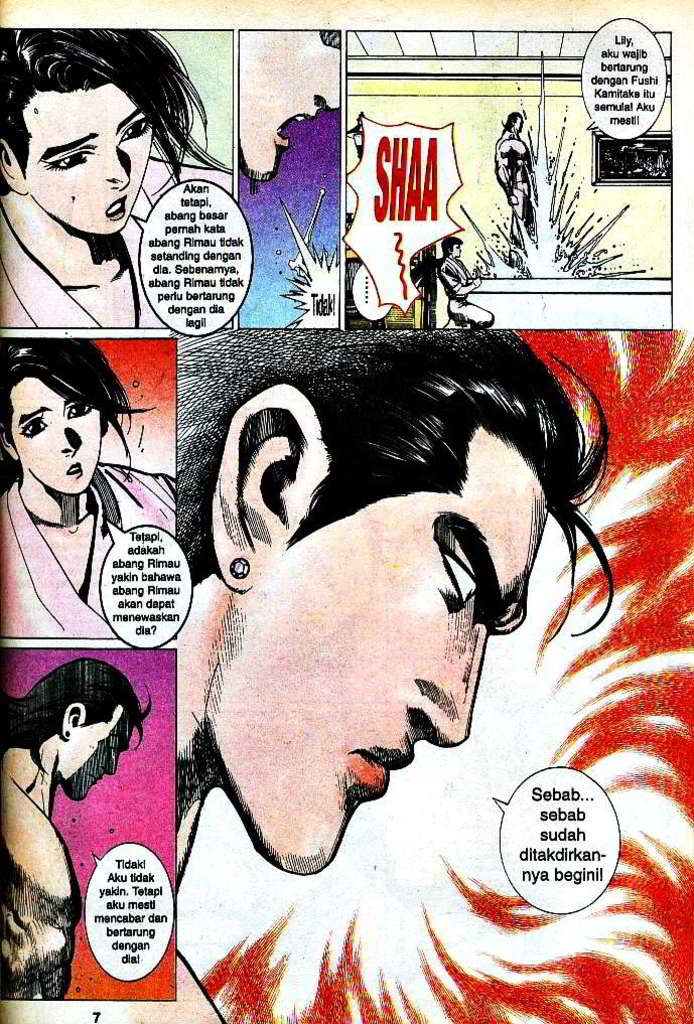 Lily,
aku wajib
bertarung
dengan Fushi
Kamitake itu
semula! Aku
mesti!
SHAA
Tidak!
Akan
tetapi,
abang besar
pernah kata
abang Rimau tidak
setanding dengan
dia. Sebenarnya,
abang Rimau tidak
perlu bertarung
dengan dia
lagi!
Tetapi,
adakah
abang Rimau
yakin bahawa
abang Rimau
akan dapat
menewaskan
dia?
Tidak!
Aku tidak
yakin. Tetapi
aku mesti
mencabar dan
bertarung
dengan
dia!
Sebab...
sebab
sudah
ditakdirkan-
nya begini!
7